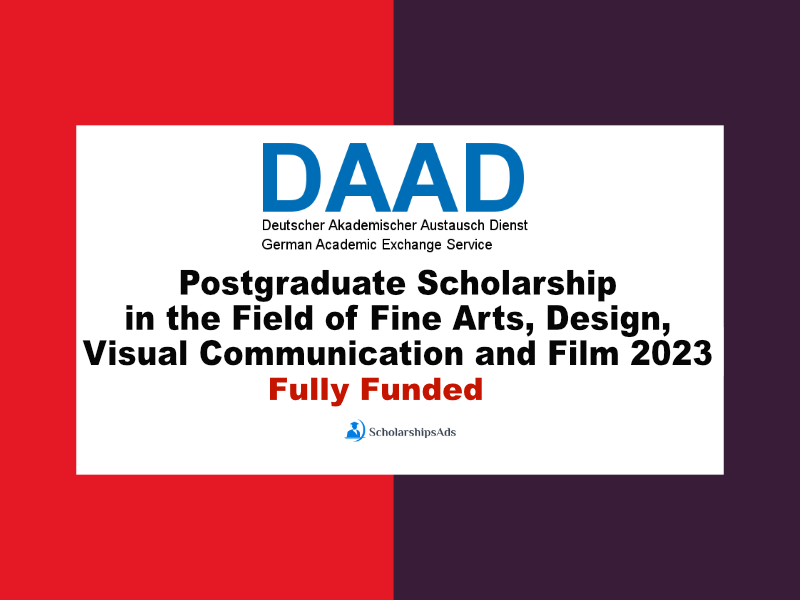 DAAD
Deutscher Akademischer Austausch Dienst
German Academic Exchange Service
Postgraduate Scholarship
in the Field of Fine Arts, Design,
Visual Communication and Film 2023
Fully Funded
ScholarshipsAds